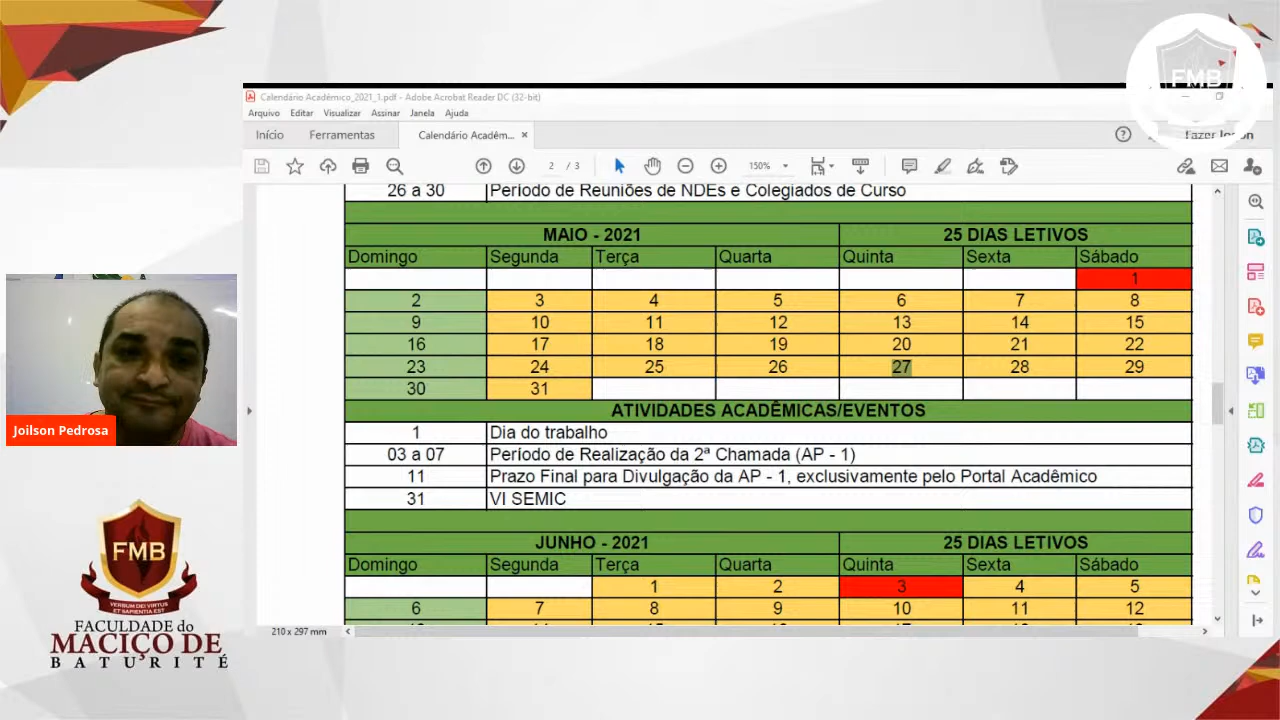 FMB
Calendário Acadêmico_2021_1.pdf - Adobe Acrobat Reader DC (32-bit)
Arquivo Editar Visualizar Assinar Janela Ajuda
Início Ferramentas Calendário Acadêm... ×
2 / 3 150%
26 a 30 Período de Reuniões de NDEs e Colegiados de Curso
MAIO - 2021 25 DIAS LETIVOS
Domingo Segunda Terça Quarta Quinta Sexta Sábado
1
2 3 4 5 6 7 8
9 10 11 12 13 14 15
16 17 18 19 20 21 22
23 24 25 26 27 28 29
30 31
ATIVIDADES ACADÊMICAS/EVENTOS
1 Dia do trabalho
03 a 07 Período de Realização da 2ª Chamada (AP - 1)
11 Prazo Final para Divulgação da AP - 1, exclusivamente pelo Portal Acadêmico
31 VI SEMIC
JUNHO - 2021 25 DIAS LETIVOS
Domingo Segunda Terça Quarta Quinta Sexta Sábado
1 2 3 4 5
6 7 8 9 10 11 12
210 x 297 mm
Joilson Pedrosa
FMB
VERBUM DEI VIRTUS
ET SAPIENTIA EST
FACULDADE do
MACIÇO DE
BATURITÉ